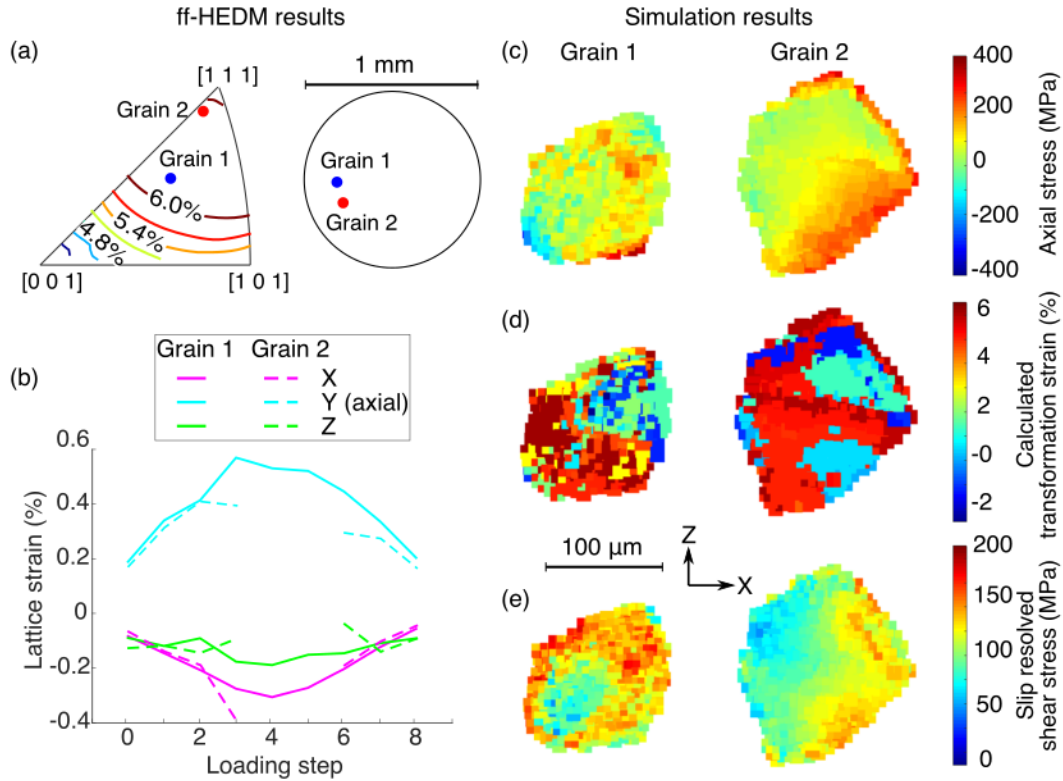 ff-HEDM results
Simulation results
(a)
[1 1 1]
Grain 2
Grain 1
6.0%
5.4%
4.8%
[0 0 1]
[1 0 1]
1 mm
Grain 1
Grain 2
(b)
Grain 1 Grain 2
X
Y (axial)
Z
Lattice strain (%)
0.6
0.4
0.2
0
-0.2
-0.4
0 2 4 6 8
Loading step
(c)
Grain 1
Grain 2
400
200
0
-200
-400
Axial stress (MPa)
(d)
6
4
2
-0
-2
Calculated
transformation strain (%)
100 µm
Z
X
(e)
200
150
100
50
0
Slip resolved
shear stress (MPa)